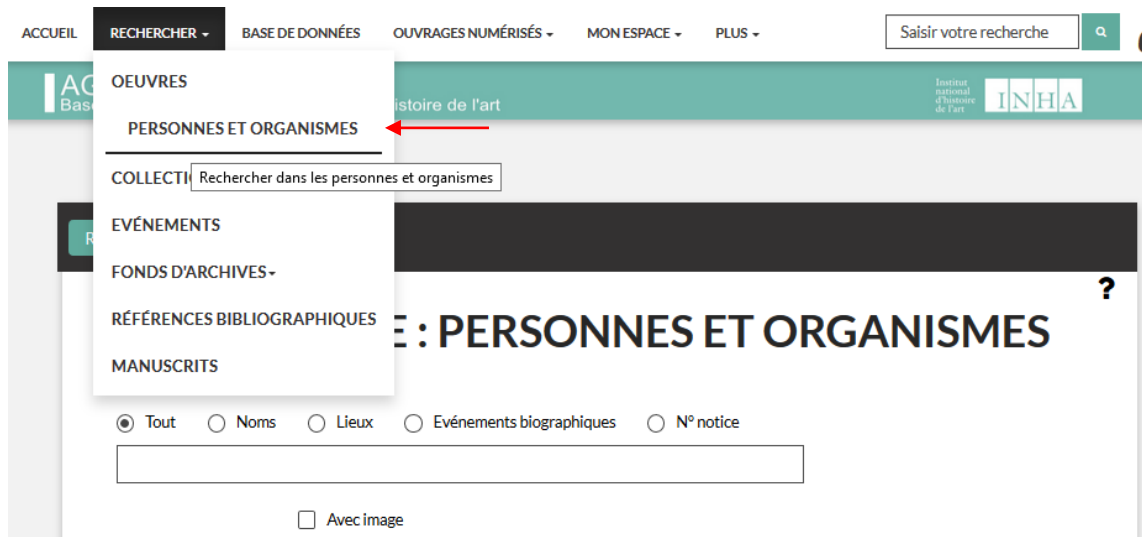 ACCUEIL RECHERCHER BASE DE DONNÉES OUVRAGES NUMÉRISÉS MON ESPACE PLUS Saisir votre recherche
OEUVRES
AG
Institut
national
d'histoire
de l'art
INHA
Bas
istoire de l'art
PERSONNES ET ORGANISMES
COLLECTI
Rechercher dans les personnes et organismes
EVÉNEMENTS
R
FONDS D'ARCHIVES
?
RÉFÉRENCES BIBLIOGRAPHIQUES
E : PERSONNES ET ORGANISMES
MANUSCRITS
Tout Noms Lieux Evénements biographiques N° notice
Avec image